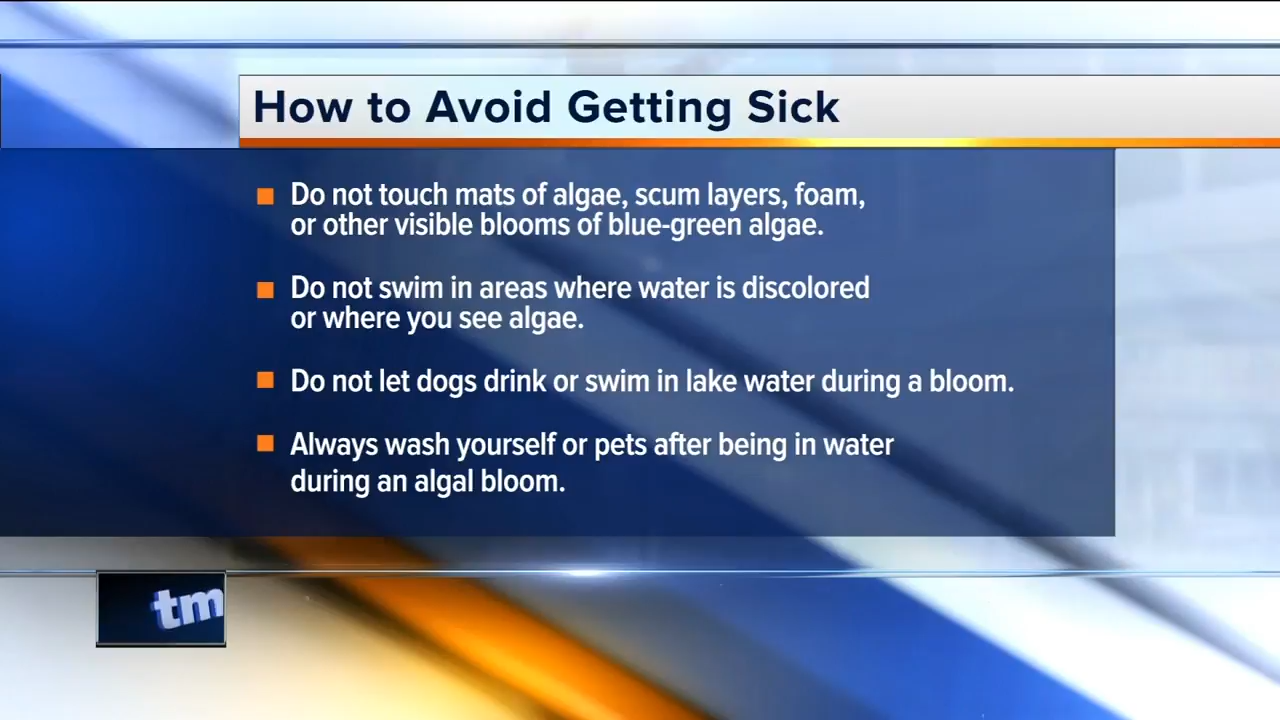 How to Avoid Getting Sick
Do not touch mats of algae, scum layers, foam,
or other visible blooms of blue-green algae.
Do not swim in areas where water is discolored
or where you see algae.
Do not let dogs drink or swim in lake water during a bloom.
Always wash yourself or pets after being in water
during an algal bloom.
tm